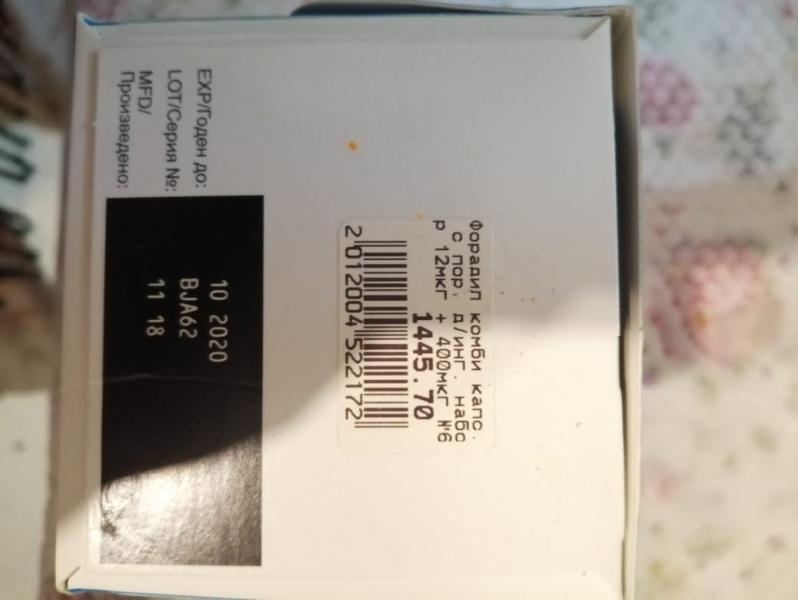 EXP/Годен до:
LOT/Серия №:
MFD/
Произведено:
10 2020
BJA62
11 18
Форадил комби капс.
с пор. д/инг. набо
р 12мкг + 400мкг №6
1445.70
2 012004 522172